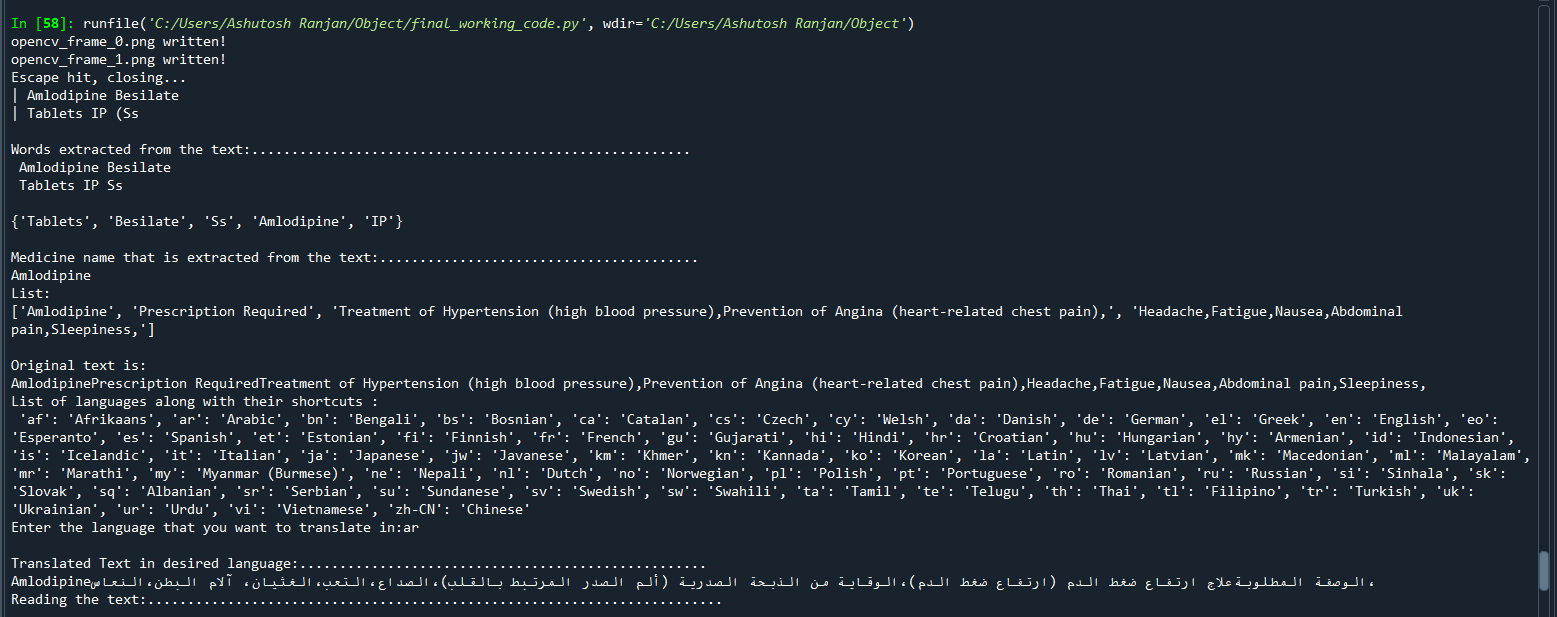 In [58]: runfile('C:/Users/Ashutosh Ranjan/Object/final_working_code.py', wdir='C:/Users/Ashutosh Ranjan/Object')
opencv_frame_0.png written!
opencv_frame_1.png written!
Escape hit, closing...
| Amlodipine Besilate
| Tablets IP (Ss
Words extracted from the text:.......................................................
Amlodipine Besilate
Tablets IP Ss
{'Tablets', 'Besilate', 'Ss', 'Amlodipine', 'IP'}
Medicine name that is extracted from the text:........................................
Amlodipine
List:
['Amlodipine', 'Prescription Required', 'Treatment of Hypertension (high blood pressure),Prevention of Angina (heart-related chest pain),', 'Headache,Fatigue,Nausea,Abdominal
pain,Sleepiness,']
Original text is:
AmlodipinePrescription RequiredTreatment of Hypertension (high blood pressure),Prevention of Angina (heart-related chest pain),Headache,Fatigue,Nausea,Abdominal pain,Sleepiness,
List of languages along with their shortcuts :
'af': 'Afrikaans', 'ar': 'Arabic', 'bn': 'Bengali', 'bs': 'Bosnian', 'ca': 'Catalan', 'cs': 'Czech', 'cy': 'Welsh', 'da': 'Danish', 'de': 'German', 'el': 'Greek', 'en': 'English', 'eo':
'Esperanto', 'es': 'Spanish', 'et': 'Estonian', 'fi': 'Finnish', 'fr': 'French', 'gu': 'Gujarati', 'hi': 'Hindi', 'hr': 'Croatian', 'hu': 'Hungarian', 'hy': 'Armenian', 'id': 'Indonesian',
'is': 'Icelandic', 'it': 'Italian', 'ja': 'Japanese', 'jw': 'Javanese', 'km': 'Khmer', 'kn': 'Kannada', 'ko': 'Korean', 'la': 'Latin', 'lv': 'Latvian', 'mk': 'Macedonian', 'ml': 'Malayalam',
'mr': 'Marathi', 'my': 'Myanmar (Burmese)', 'ne': 'Nepali', 'nl': 'Dutch', 'no': 'Norwegian', 'pl': 'Polish', 'pt': 'Portuguese', 'ro': 'Romanian', 'ru': 'Russian', 'si': 'Sinhala', 'sk':
'Slovak', 'sq': 'Albanian', 'sr': 'Serbian', 'su': 'Sundanese', 'sv': 'Swedish', 'sw': 'Swahili', 'ta': 'Tamil', 'te': 'Telugu', 'th': 'Thai', 'tl': 'Filipino', 'tr': 'Turkish', 'uk':
'Ukrainian', 'ur': 'Urdu', 'vi': 'Vietnamese', 'zh-CN': 'Chinese'
Enter the language that you want to translate in:ar
Translated Text in desired language:...................................................
Amlodipineالوصفة المطلوبةعلاج ارتفاع ضغط الدم (ارتفاع ضغط الدم)،الوقاية من الذبحة الصدرية (ألم الصدر المرتبط بالقلب)،الصداع،التعب،الغثيان، آلام البطن،النعاس،
Reading the text:........................................................................